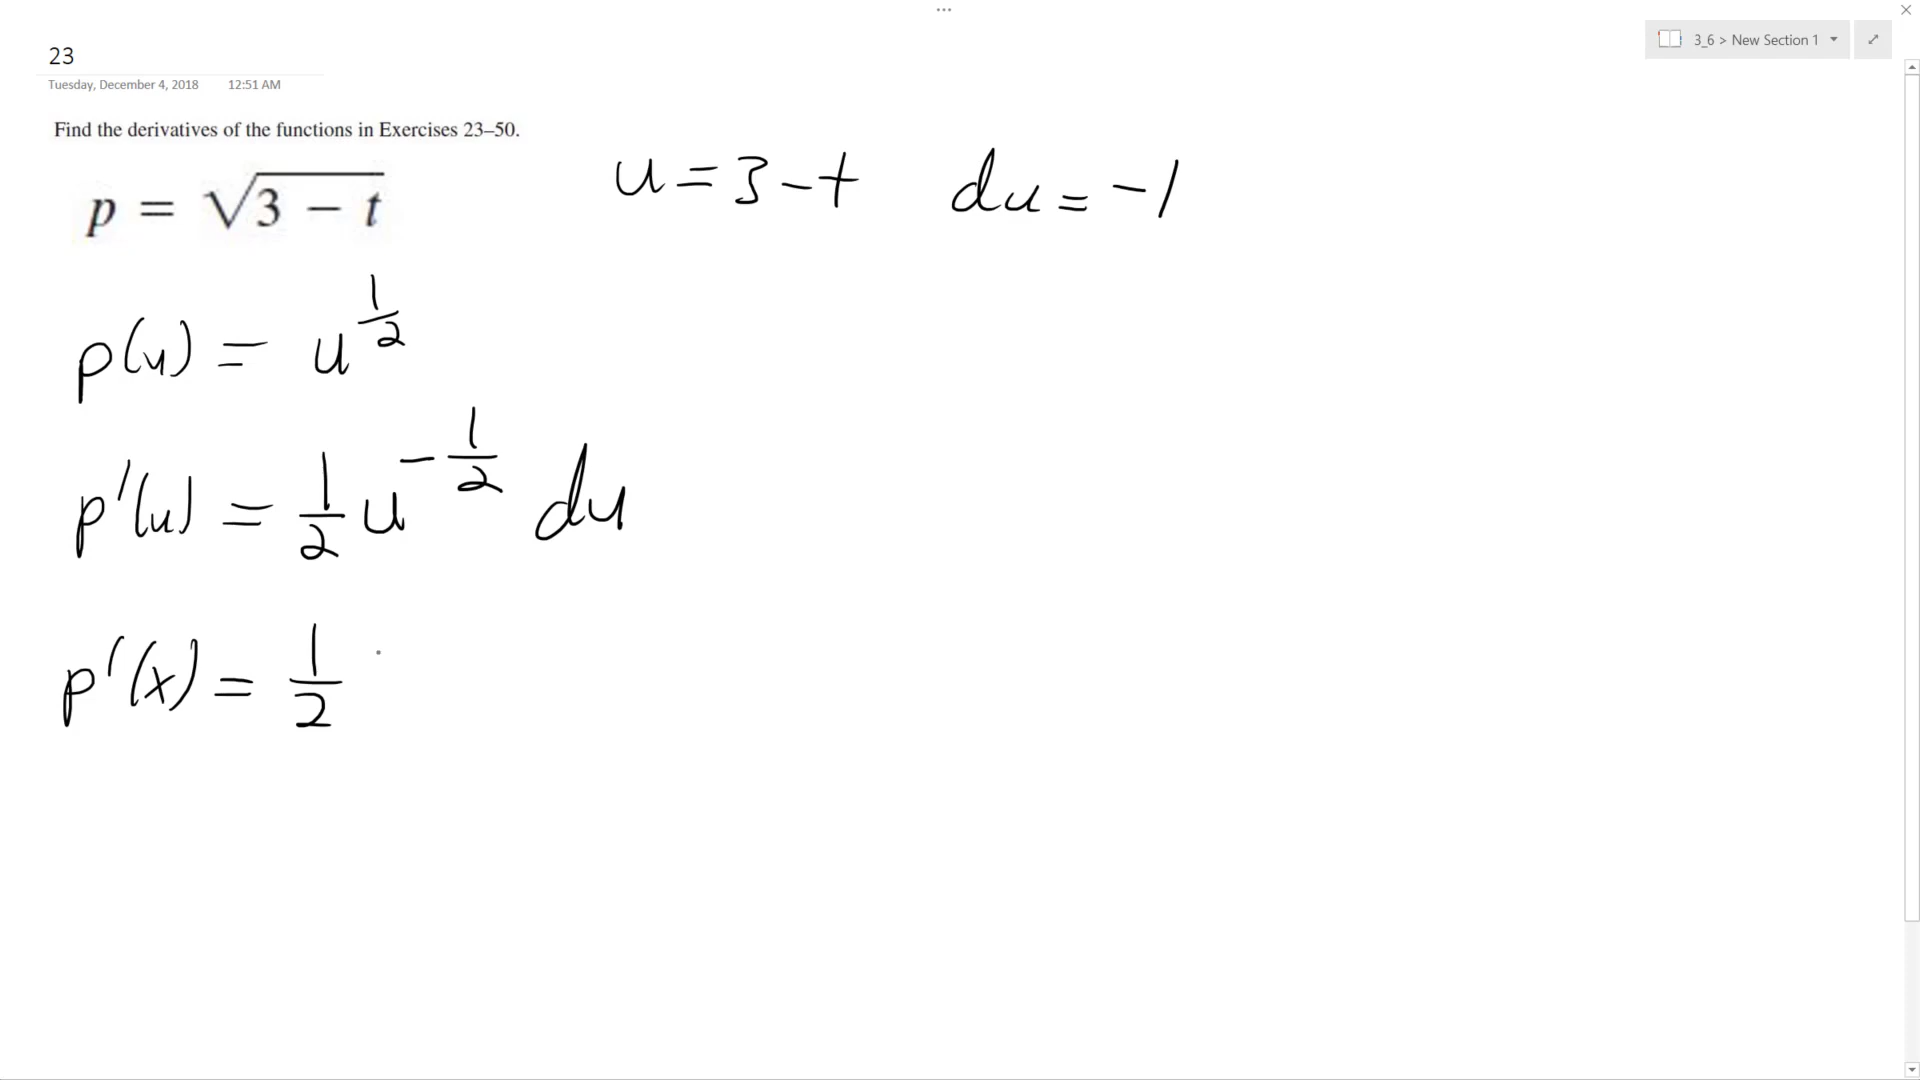 ...
3_6 > New Section 1
23
Tuesday, December 4, 2018 12:51 AM
Find the derivatives of the functions in Exercises 23–50.
p = √(3 − t)
u = 3 - t du = -1
p(u) = u^(1/2)
p'(u) = 1/2 u^(-1/2) du
p'(x) = 1/2